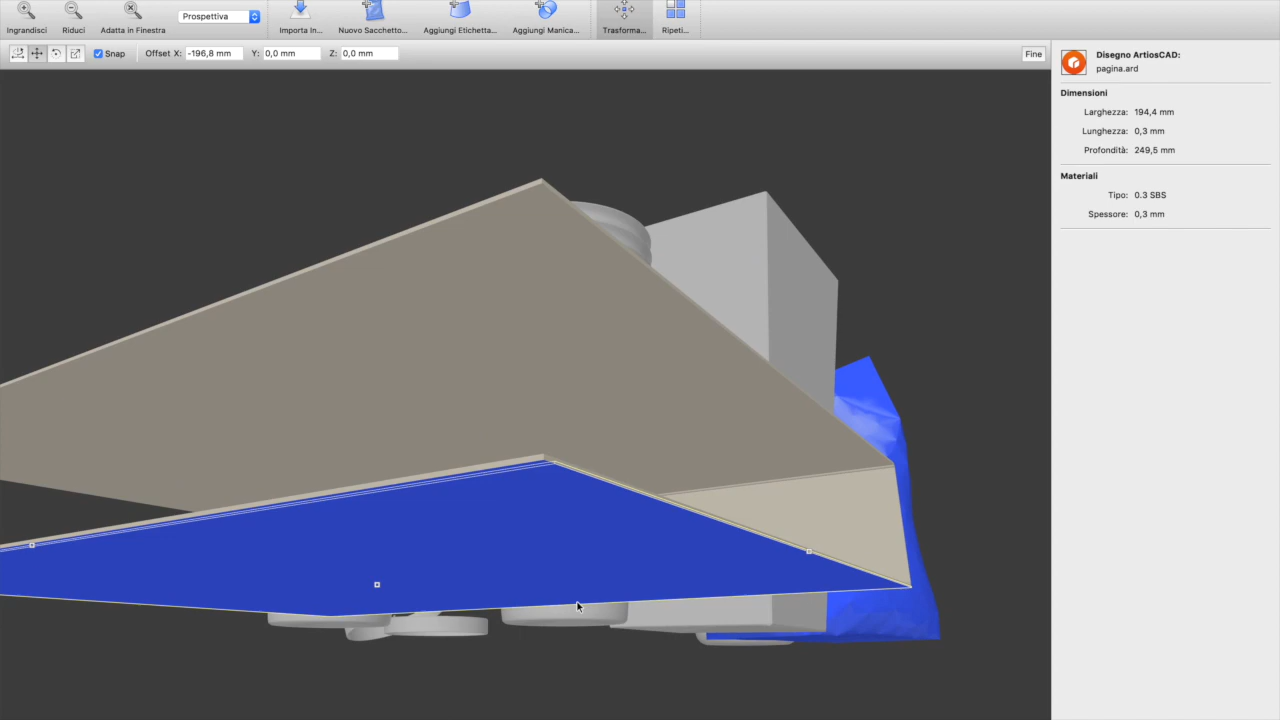 Prospettiva
Ingrandisci Riduci Adatta in Finestra Importa In... Nuovo Sacchetto... Aggiungi Etichetta... Aggiungi Manica... Trasforma... Ripeti...
Snap Offset X: -196,8 mm Y: 0,0 mm Z: 0,0 mm Fine
Disegno ArtiosCAD:
pagina.ard
Dimensioni
Larghezza: 194,4 mm
Lunghezza: 0,3 mm
Profondità: 249,5 mm
Materiali
Tipo: 0.3 SBS
Spessore: 0,3 mm